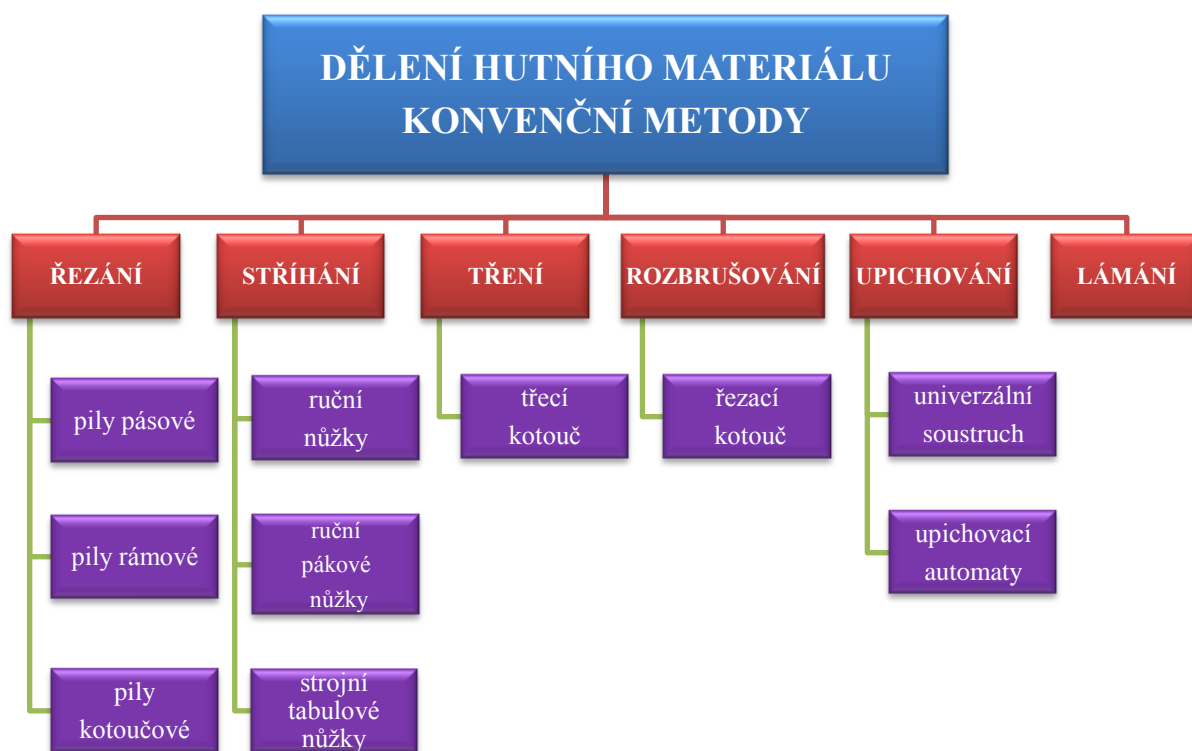 DĚLENÍ HUTNÍHO MATERIÁLU
KONVENČNÍ METODY
ŘEZÁNÍ
STŘÍHÁNÍ
TŘENÍ
ROZBRUŠOVÁNÍ
UPICHOVÁNÍ
LÁMÁNÍ
pily pásové
pily rámové
pily
kotoučové
ruční
nůžky
ruční
pákové
nůžky
strojní
tabulové
nůžky
třecí
kotouč
řezací
kotouč
univerzální
soustruh
upichovací
automaty